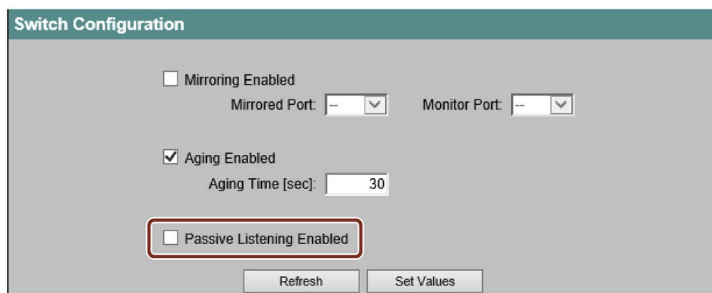 Switch Configuration
Mirroring Enabled
Mirrored Port: -- Monitor Port: --
Aging Enabled
Aging Time [sec]: 30
Passive Listening Enabled
Refresh Set Values